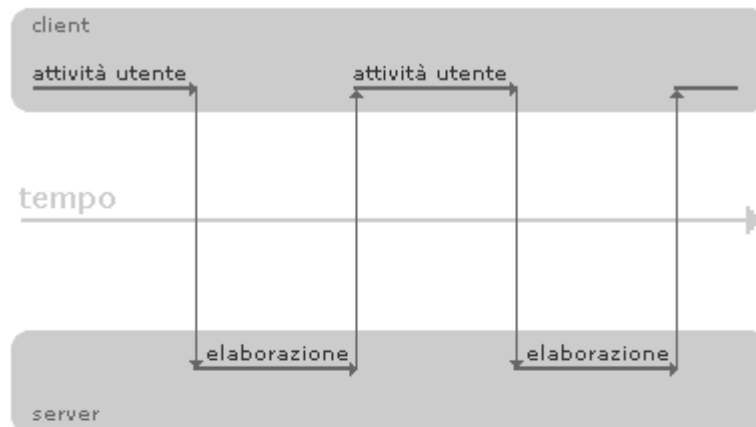 client
attività utente
attività utente
tempo
elaborazione
elaborazione
server